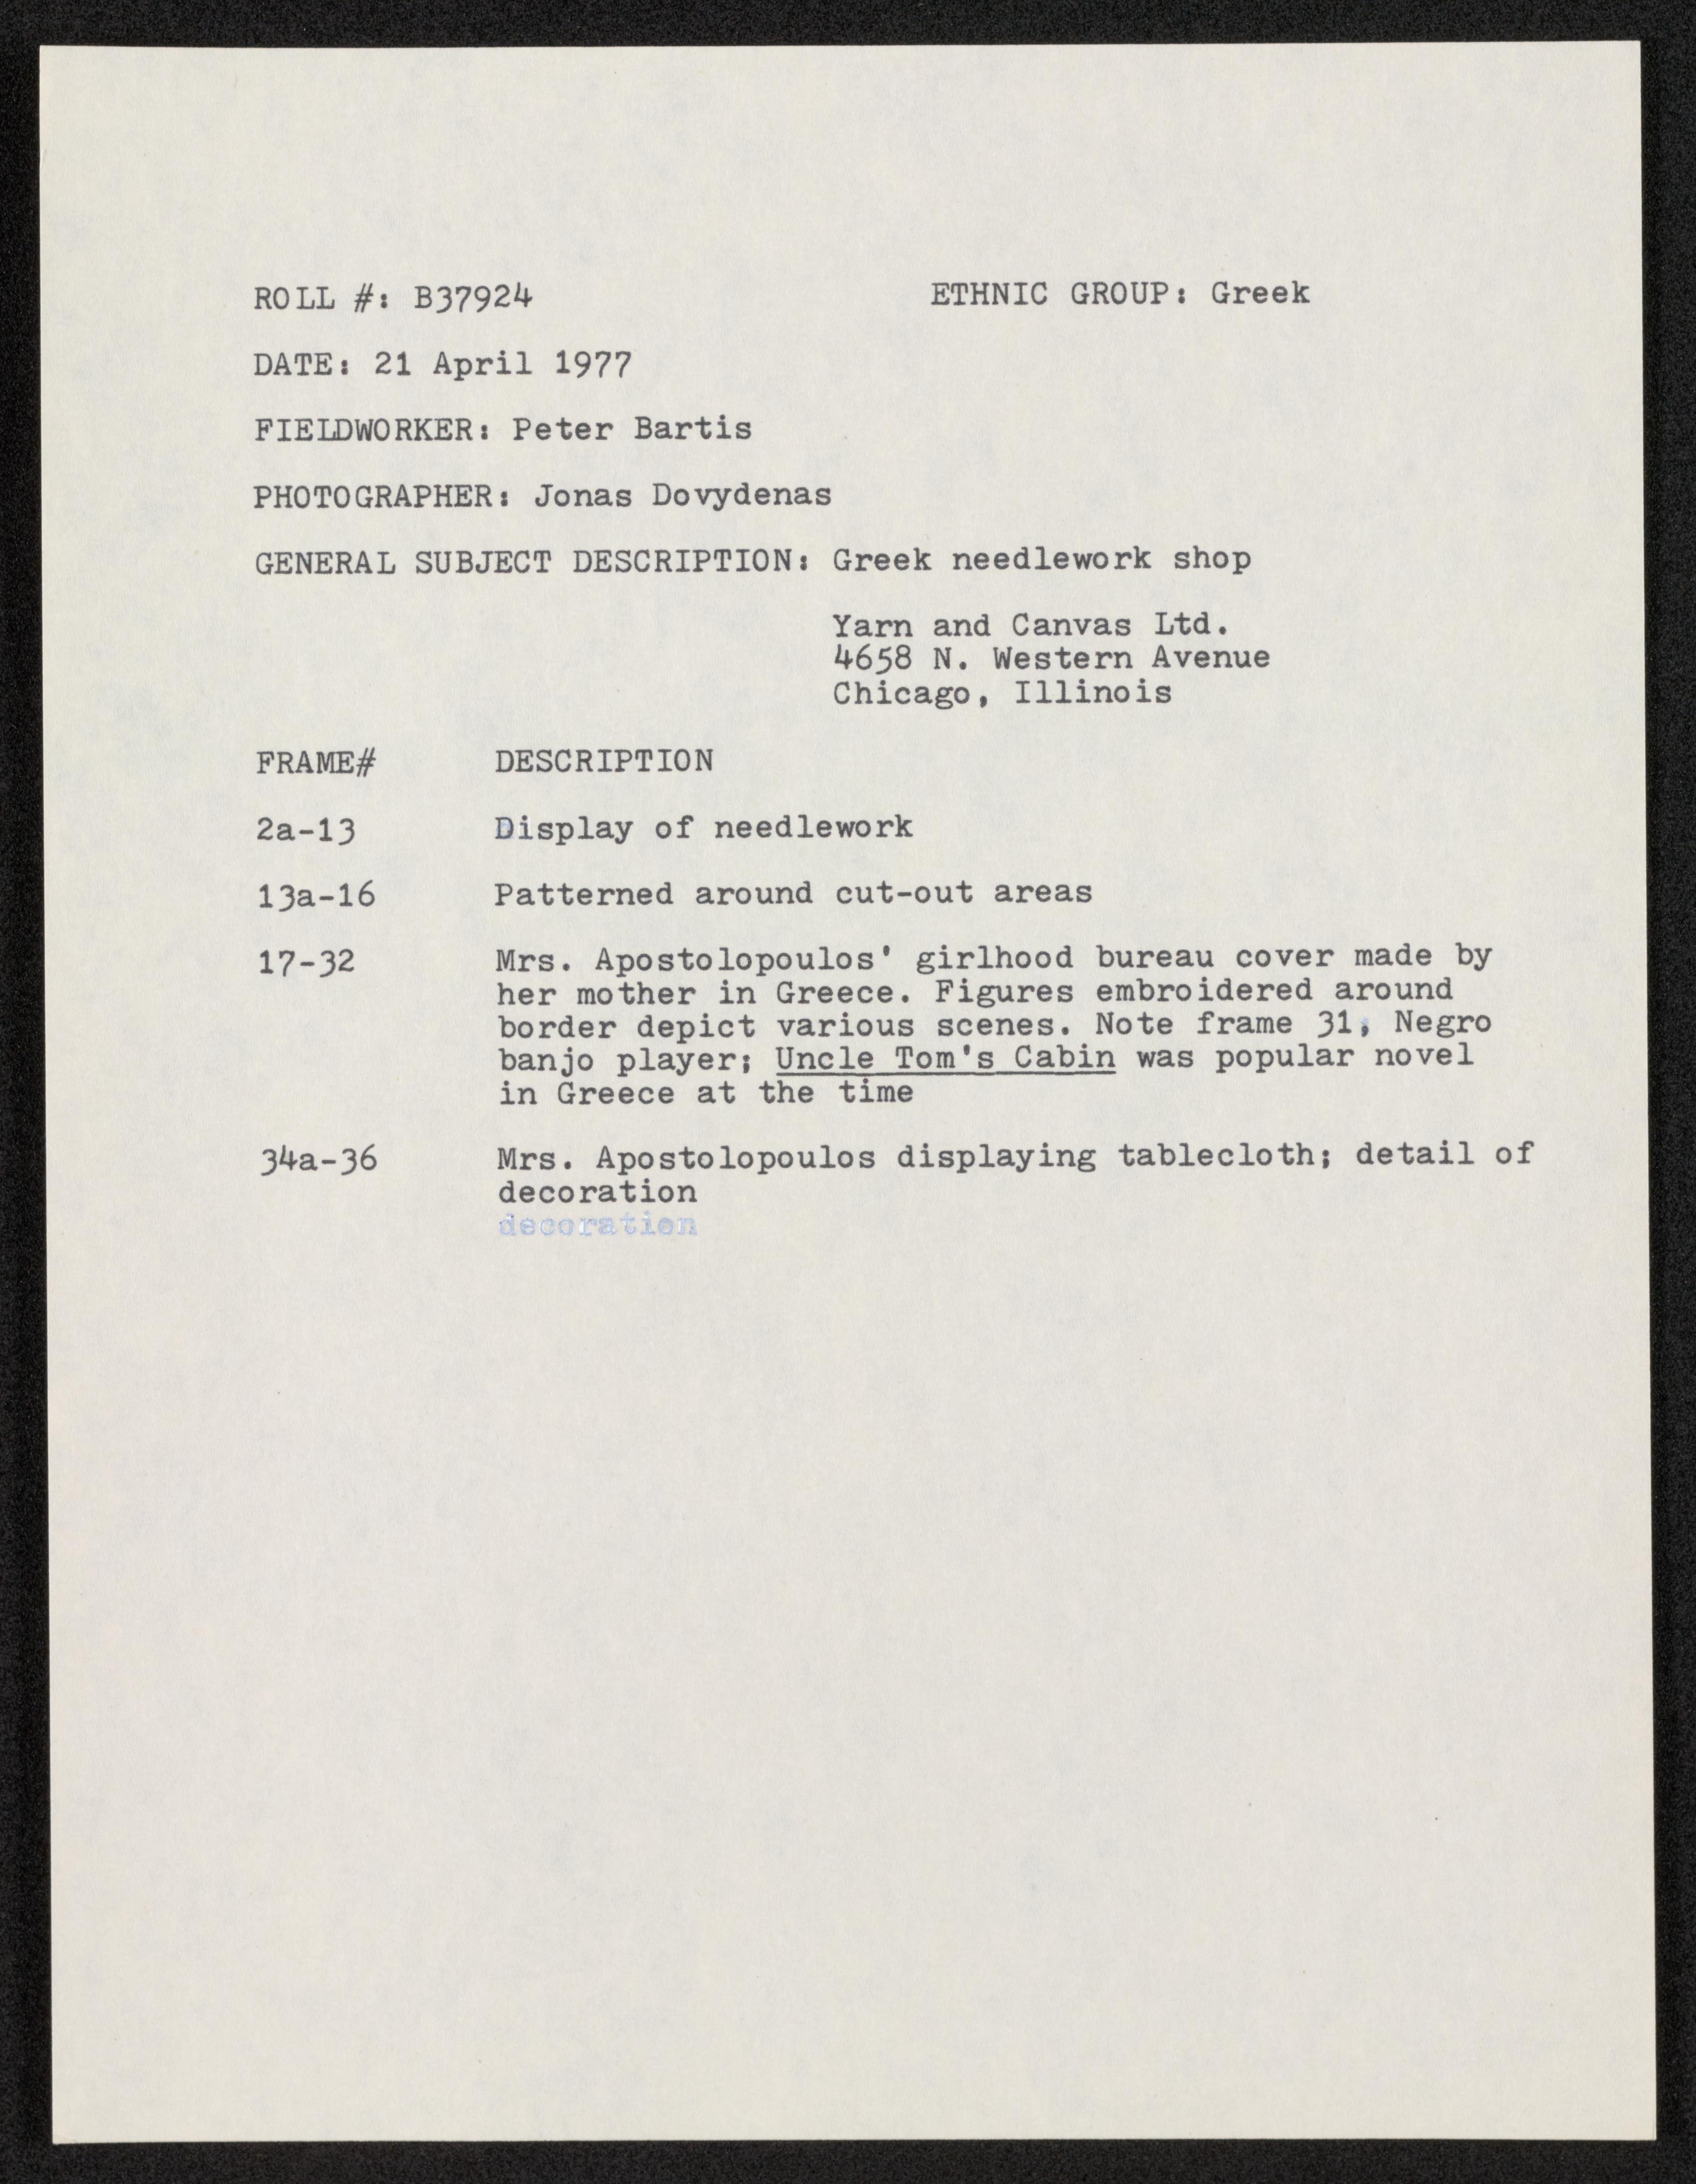 ROLL #: B37924 ETHNIC GROUP: Greek
DATE: 21 April 1977
FIELDWORKER: Peter Bartis
PHOTOGRAPHER: Jonas Dovydenas
GENERAL SUBJECT DESCRIPTION: Greek needlework shop
Yarn and Canvas Ltd.
4658 N. Western Avenue
Chicago, Illinois
FRAME# DESCRIPTION
2a-13 Display of needlework
13a-16 Patterned around cut-out areas
17-32 Mrs. Apostolopoulos' girlhood bureau cover made by
her mother in Greece. Figures embroidered around
border depict various scenes. Note frame 31, Negro
banjo player; Uncle Tom's Cabin was popular novel
in Greece at the time
34a-36 Mrs. Apostolopoulos displaying tablecloth; detail of
decoration
decoration